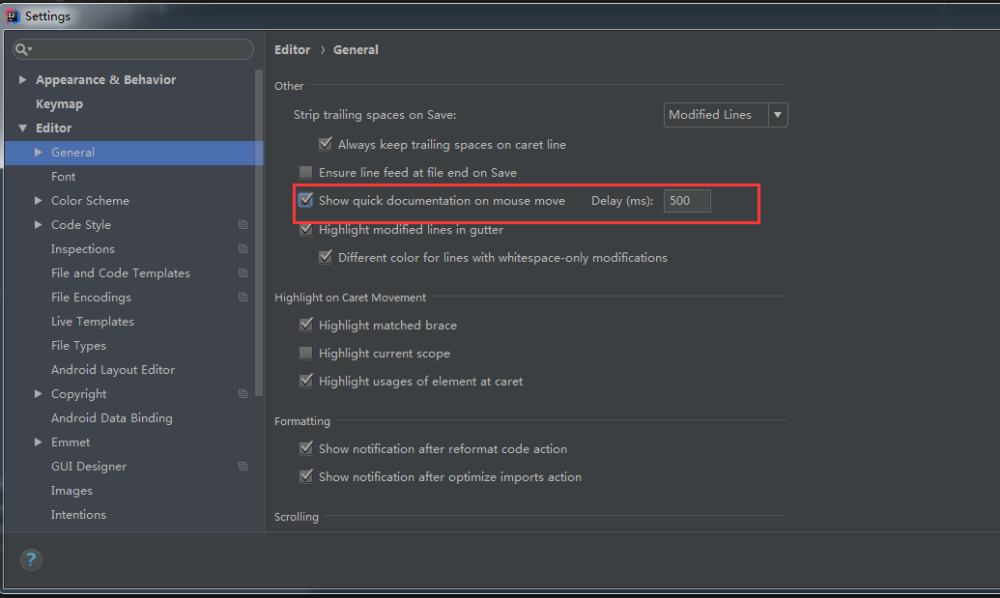 Settings
Appearance & Behavior
Keymap
Editor
General
Font
Color Scheme
Code Style
Inspections
File and Code Templates
File Encodings
Live Templates
File Types
Android Layout Editor
Copyright
Android Data Binding
Emmet
GUI Designer
Images
Intentions
?
Editor › General
Other
Strip trailing spaces on Save: Modified Lines
Always keep trailing spaces on caret line
Ensure line feed at file end on Save
Show quick documentation on mouse move Delay (ms): 500
Highlight modified lines in gutter
Different color for lines with whitespace-only modifications
Highlight on Caret Movement
Highlight matched brace
Highlight current scope
Highlight usages of element at caret
Formatting
Show notification after reformat code action
Show notification after optimize imports action
Scrolling